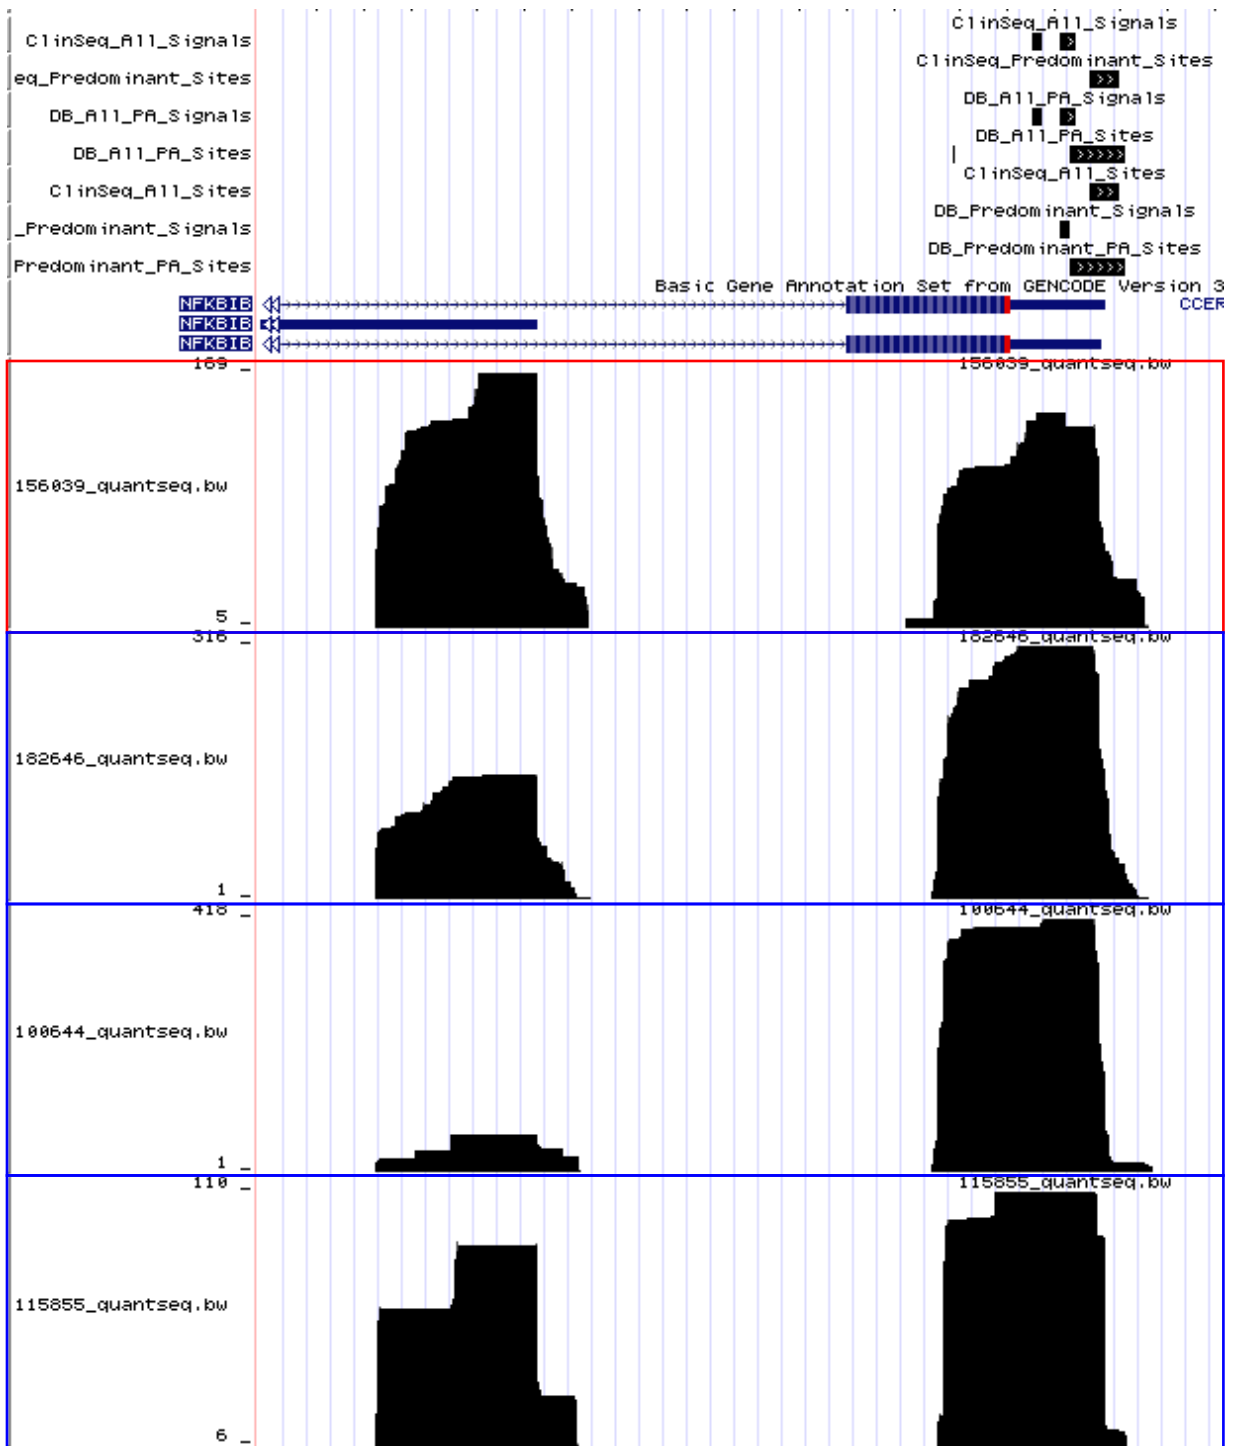 ClinSeq_All_Signals
ClinSeq_All_Signals
ClinSeq_Predominant_Sites
eq_Predominant_Sites
DB_All_PA_Signals
DB_All_PA_Signals
DB_All_PA_Sites
DB_All_PA_Sites
ClinSeq_All_Sites
ClinSeq_All_Sites
DB_Predominant_Signals
_Predominant_Signals
DB_Predominant_PA_Sites
Predominant_PA_Sites
Basic Gene Annotation Set from GENCODE Version 3
NFKBIB CCER
NFKBIB
NFKBIB
169 _ 156039_quantseq.bw
156039_quantseq.bw
5 _
316 _ 182646_quantseq.bw
182646_quantseq.bw
1 _
418 _ 100644_quantseq.bw
100644_quantseq.bw
1 _
110 _ 115855_quantseq.bw
115855_quantseq.bw
6 _